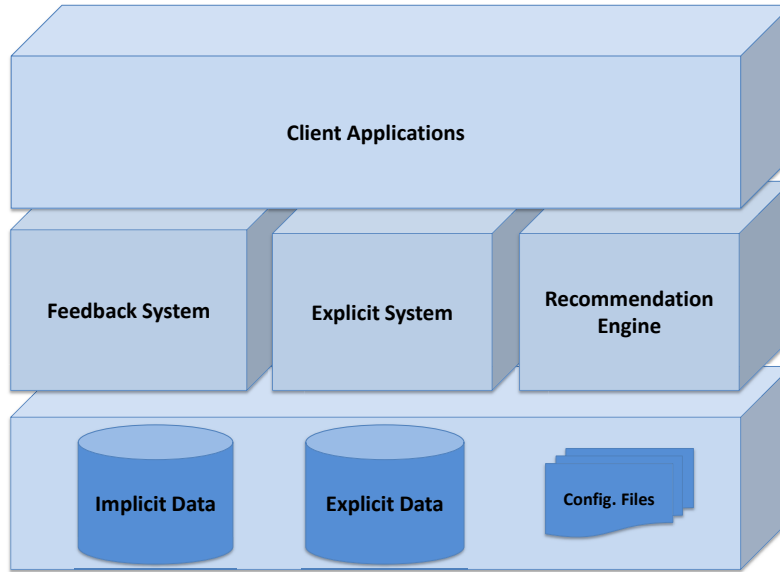 Client Applications
Feedback System
Explicit System
Recommendation
Engine
Implicit Data
Explicit Data
Config. Files